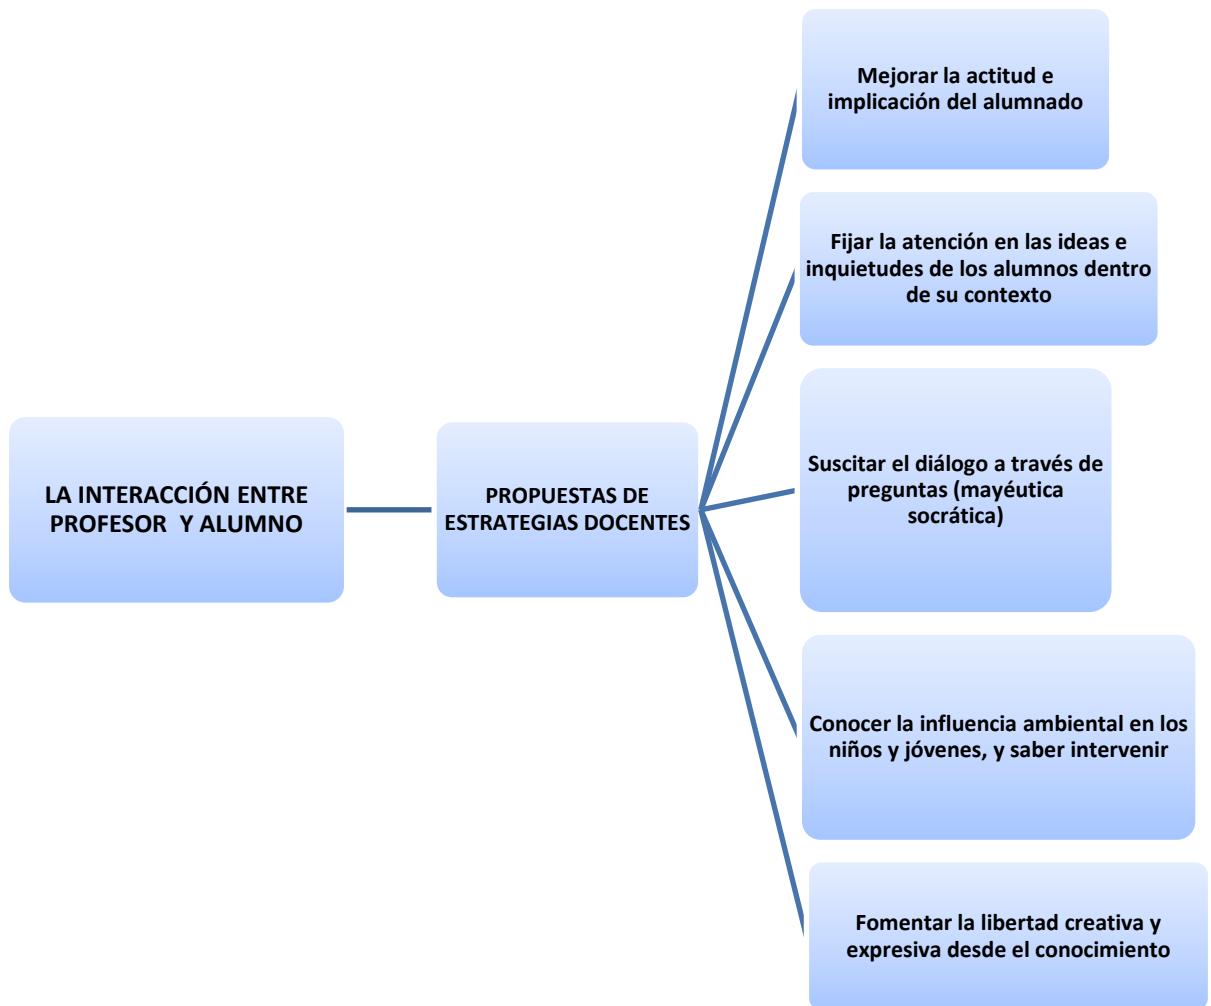 LA INTERACCIÓN ENTRE
PROFESOR  Y ALUMNO
PROPUESTAS DE
ESTRATEGIAS DOCENTES
Mejorar la actitud e
implicación del alumnado
Fijar la atención en las ideas e
inquietudes de los alumnos dentro
de su contexto
Suscitar el diálogo a través de
preguntas (mayéutica
socrática)
Conocer la influencia ambiental en los
niños y jóvenes, y saber intervenir
Fomentar la libertad creativa y
expresiva desde el conocimiento